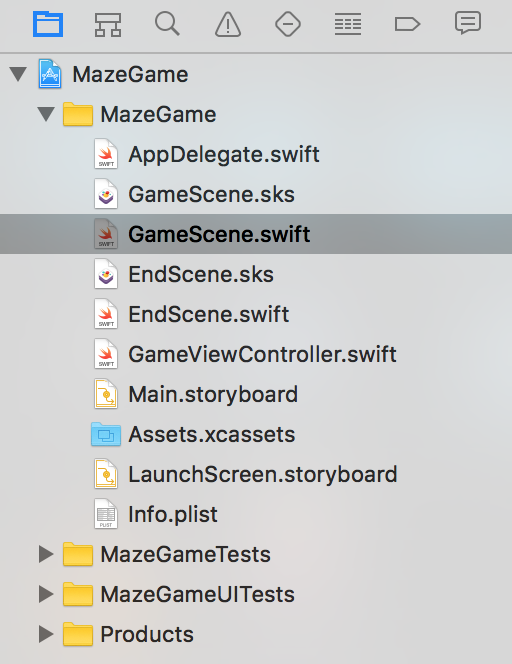 MazeGame
MazeGame
AppDelegate.swift
GameScene.sks
GameScene.swift
EndScene.sks
EndScene.swift
GameViewController.swift
Main.storyboard
Assets.xcassets
LaunchScreen.storyboard
Info.plist
MazeGameTests
MazeGameUITests
Products